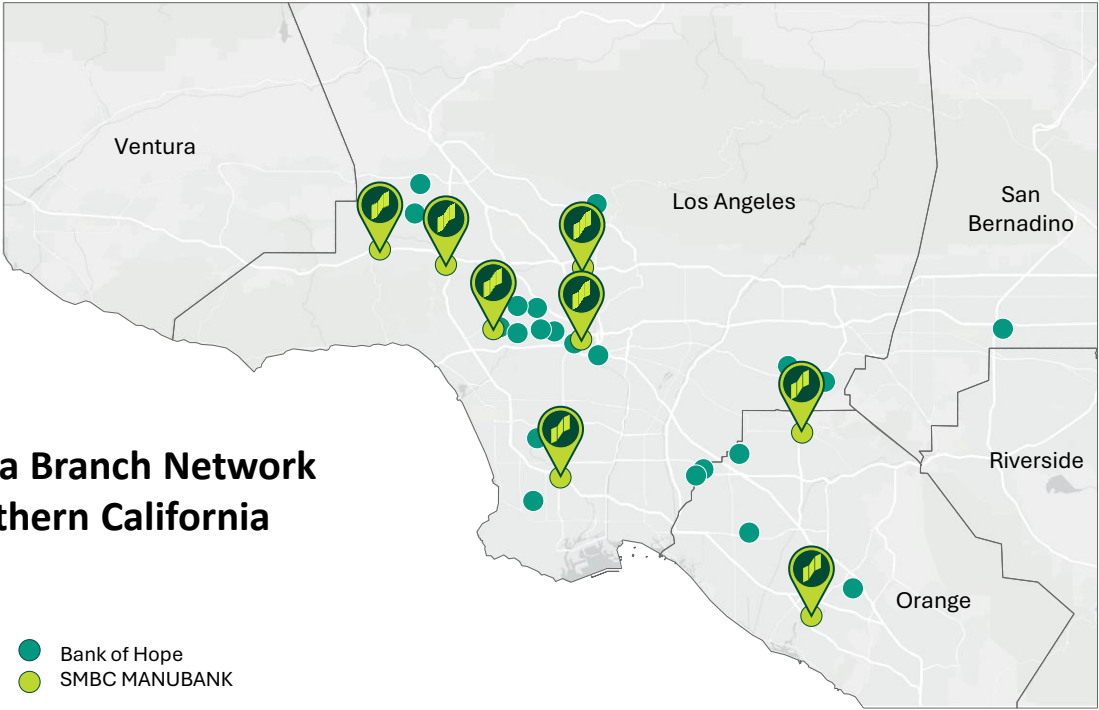 Ventura
Los Angeles
San
Bernadino
Riverside
Orange
a Branch Network
thern California
Bank of Hope
SMBC MANUBANK